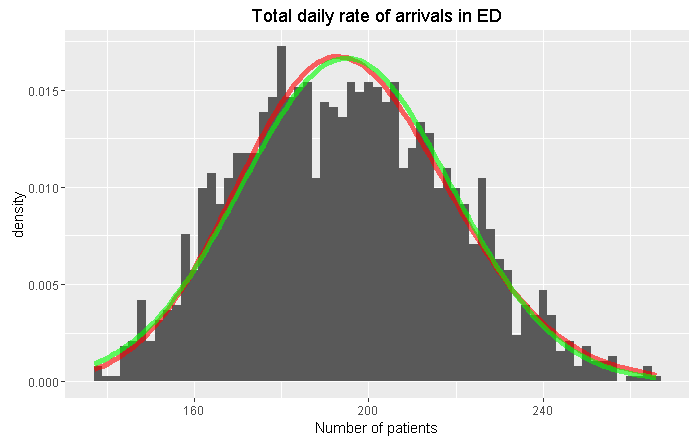 Total daily rate of arrivals in ED
0.015
0.010
0.005
0.000
density
160 200 240
Number of patients